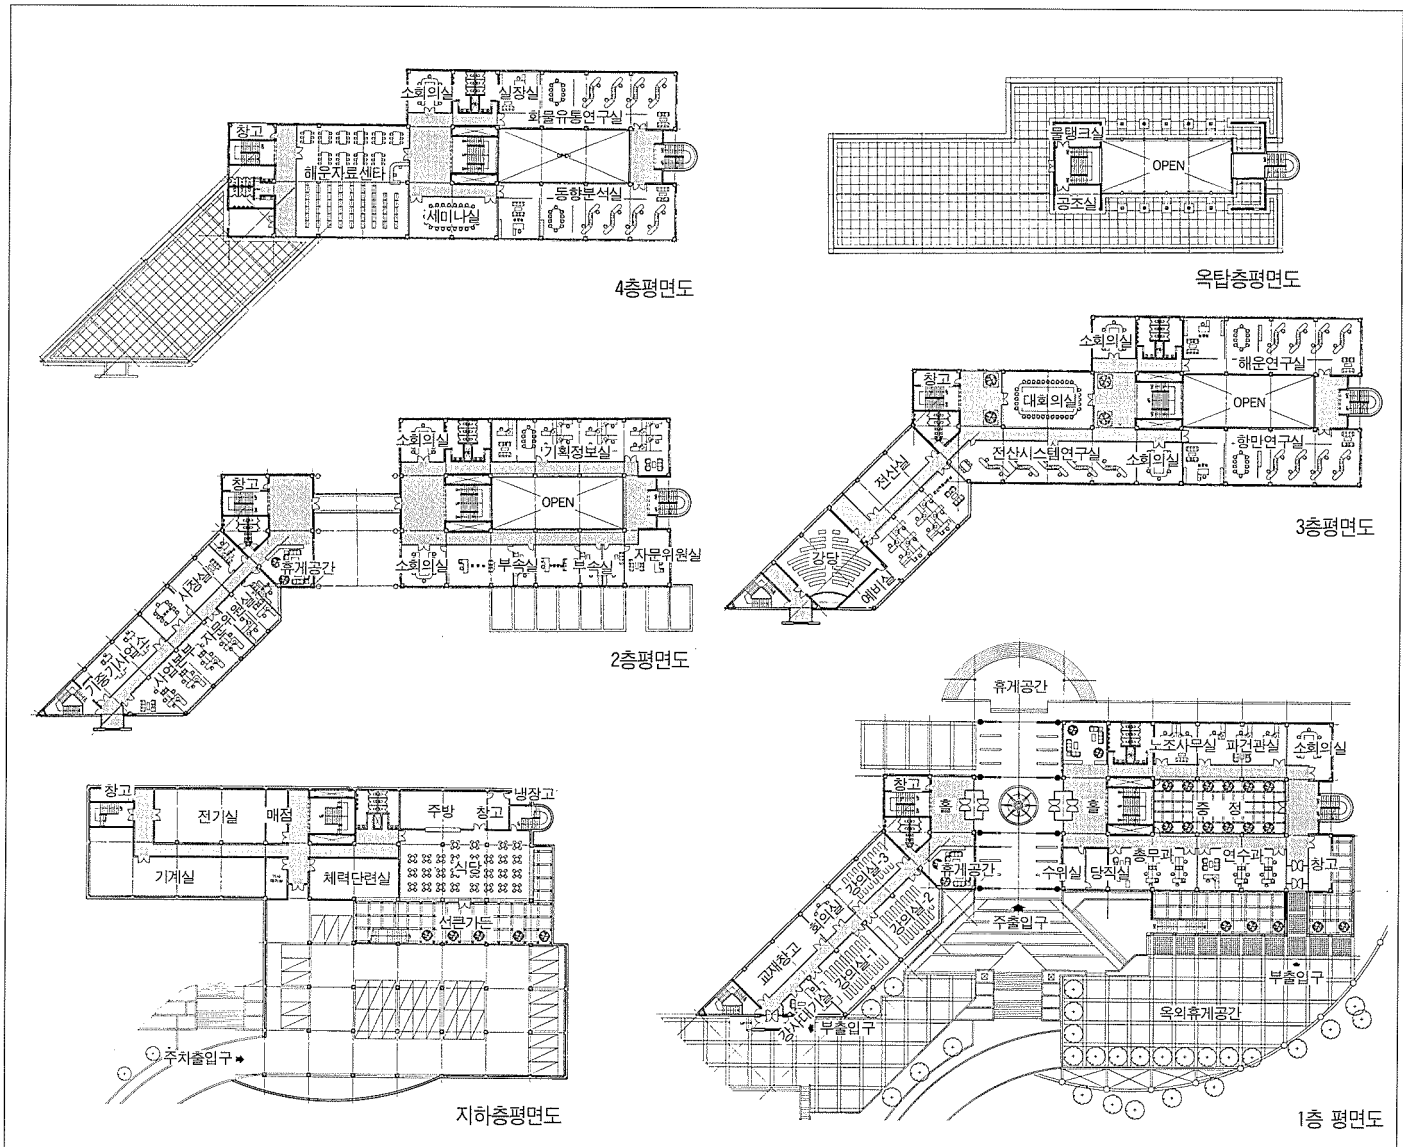 소회의실
실장실
화물유통연구실
창고
해운자료센타
OPEN
동향분석실
세미나실
4층평면도
물탱크실
OPEN
공조실
옥탑층평면도
소회의실
해운연구실
창고
대회의실
OPEN
항만연구실
전산시스템연구실
소회의실
전산실
강당
예비실
3층평면도
소회의실
기획정보실
창고
OPEN
자문위원실
휴게공간
소회의실
부속실
부속실
사장실
기중기사업소
사업본부
2층평면도
휴게공간
노조사무실
파견관실
소회의실
창고
홀
홀
중 정
강의실-3
휴게공간
수위실
당직실
총무과
연수과
창고
회의실
강의실-2
주출입구
교재창고
강의실-1
강사대기실
부출입구
부출입구
옥외휴게공간
1층 평면도
창고
전기실
매점
주방
창고
냉장고
기계실
체력단련실
식당
선큰가든
주차출입구
지하층평면도